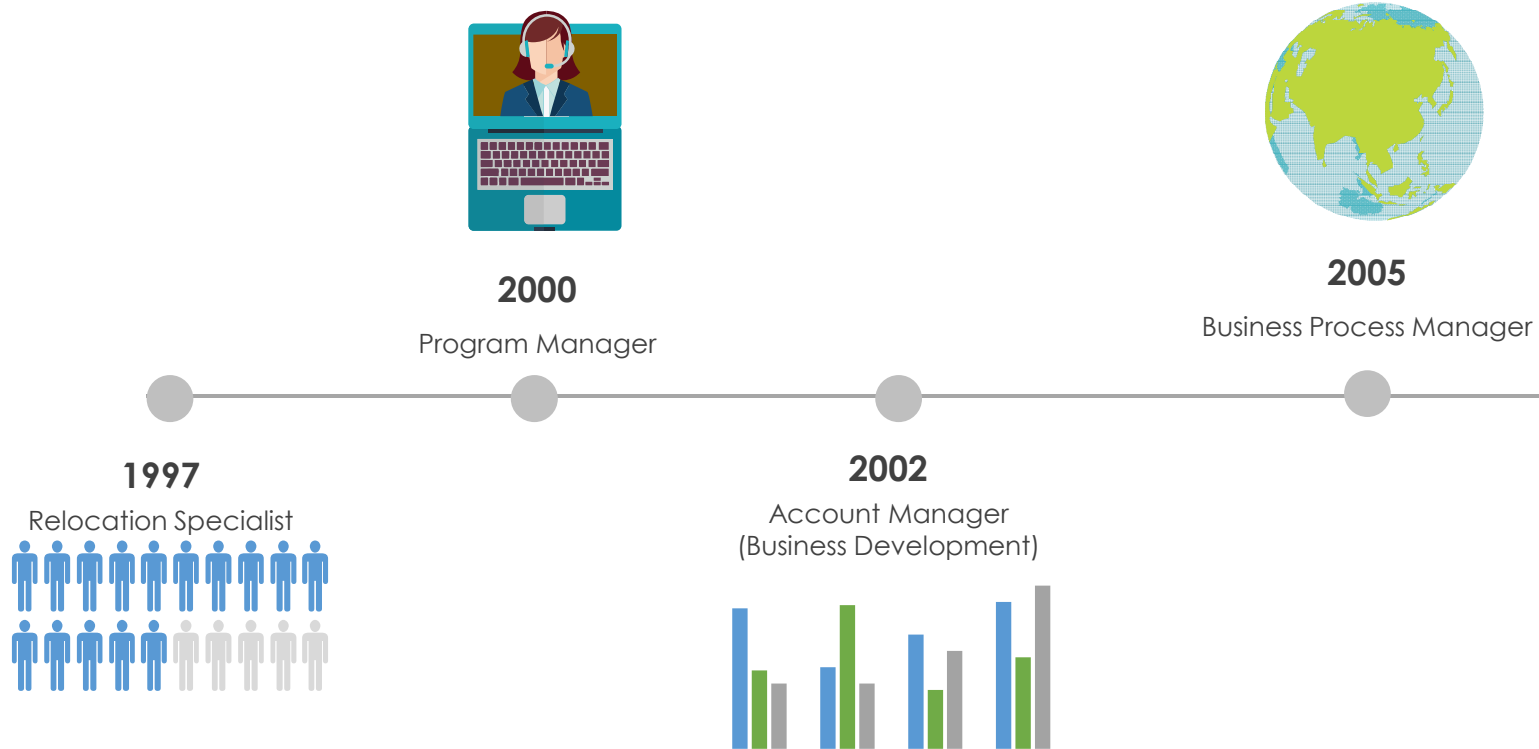 2000
Program Manager
2005
Business Process Manager
1997
Relocation Specialist
2002
Account Manager
(Business Development)